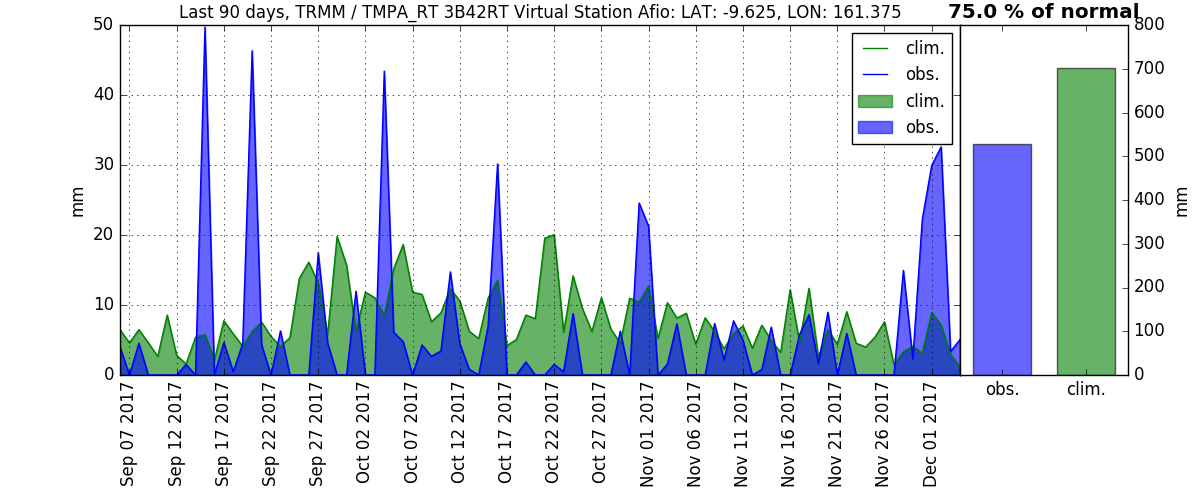 Last 90 days, TRMM / TMPA_RT 3B42RT Virtual Station Afio: LAT: -9.625, LON: 161.375
75.0 % of normal
50
40
30
20
10
0
mm
clim.
obs.
clim.
obs.
800
700
600
500
400
300
200
100
0
mm
obs.
clim.
Sep 07 2017
Sep 12 2017
Sep 17 2017
Sep 22 2017
Sep 27 2017
Oct 02 2017
Oct 07 2017
Oct 12 2017
Oct 17 2017
Oct 22 2017
Oct 27 2017
Nov 01 2017
Nov 06 2017
Nov 11 2017
Nov 16 2017
Nov 21 2017
Nov 26 2017
Dec 01 2017